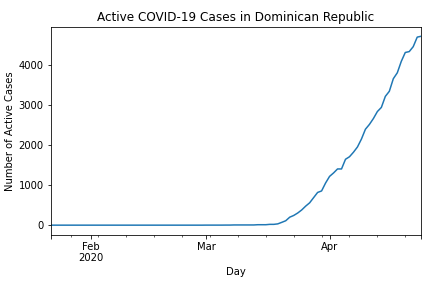 Active COVID-19 Cases in Dominican Republic
Number of Active Cases
4000
3000
2000
1000
0
Feb
2020
Mar
Apr
Day